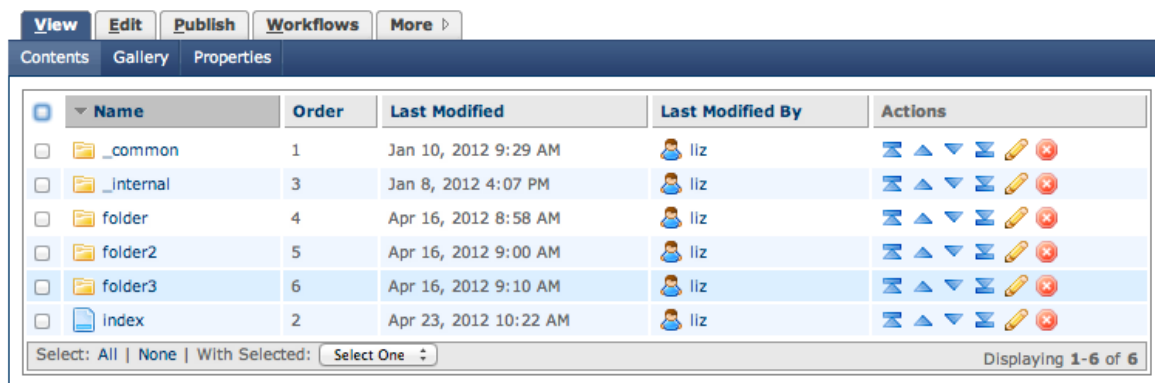 View Edit Publish Workflows More
Contents Gallery Properties
Name Order Last Modified Last Modified By Actions
_common 1 Jan 10, 2012 9:29 AM liz
_internal 3 Jan 8, 2012 4:07 PM liz
folder 4 Apr 16, 2012 8:58 AM liz
folder2 5 Apr 16, 2012 9:00 AM liz
folder3 6 Apr 16, 2012 9:10 AM liz
index 2 Apr 23, 2012 10:22 AM liz
Select: All | None | With Selected: Select One Displaying 1-6 of 6